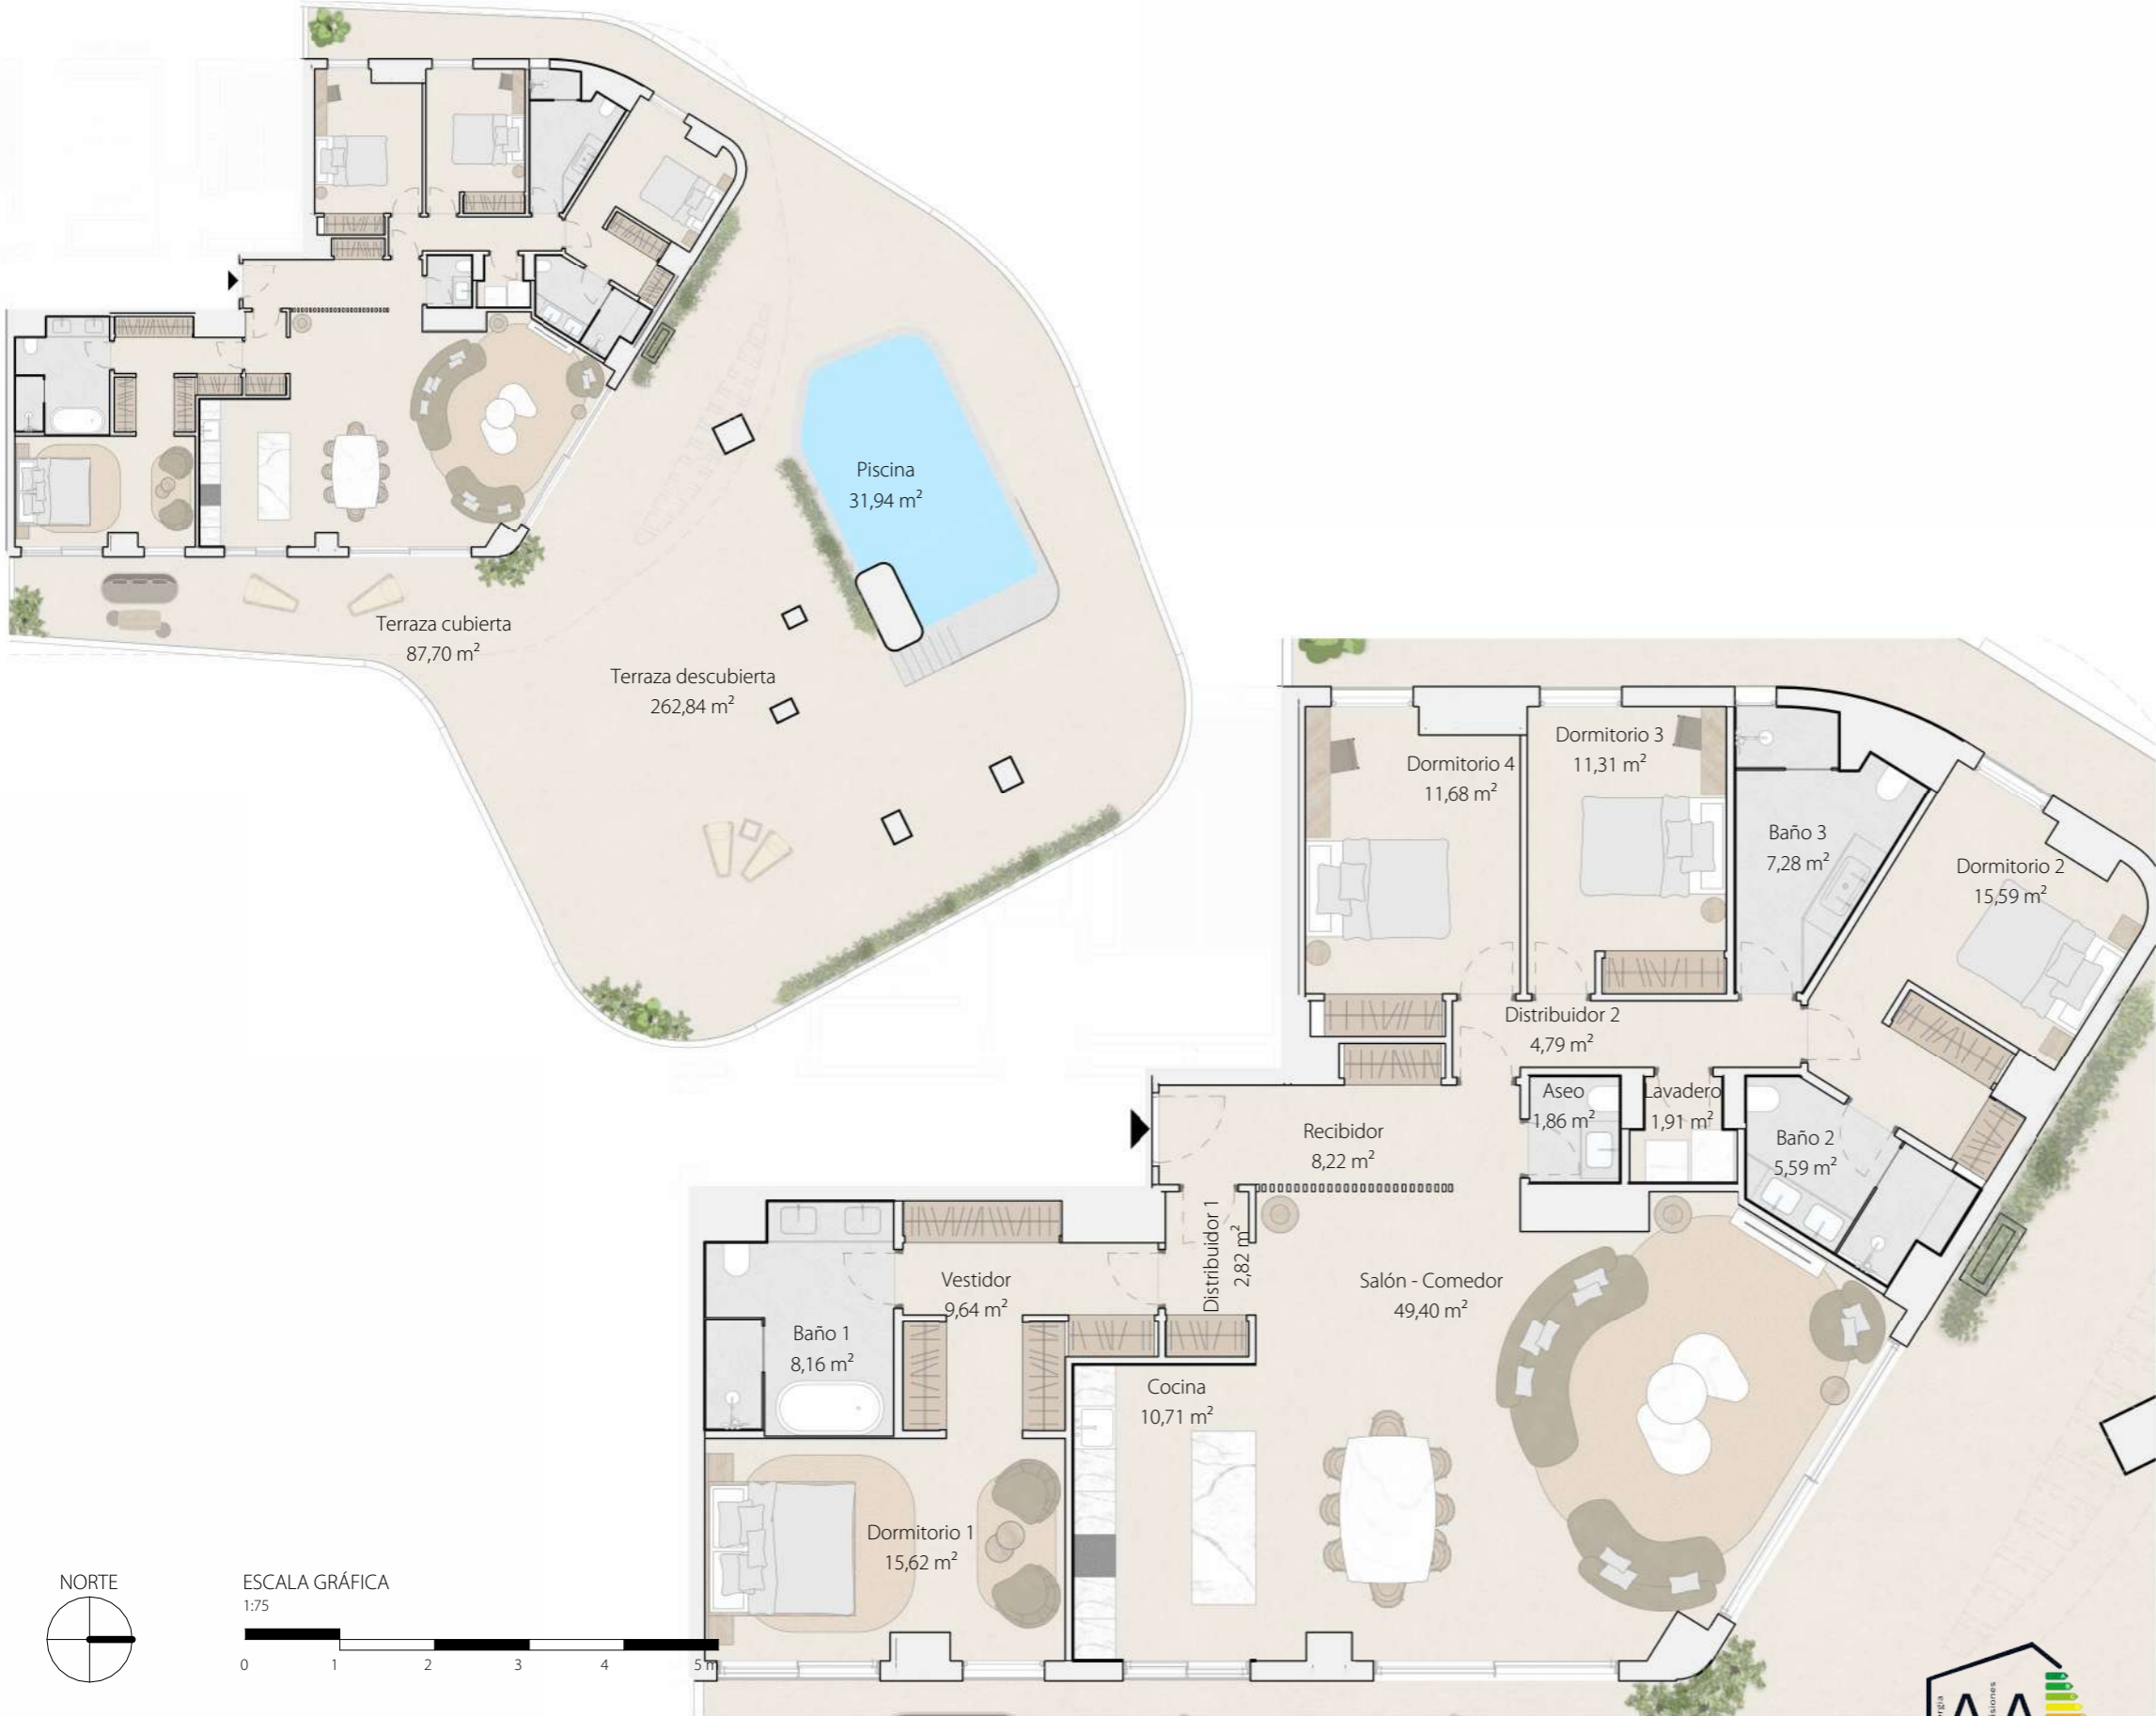 Piscina
31,94 m²
Terraza cubierta
87,70 m²
Terraza descubierta
262,84 m²
Dormitorio 3
11,31 m²
Dormitorio 4
11,68 m²
Baño 3
7,28 m²
Dormitorio 2
15,59 m²
Distribuidor 2
4,79 m²
Aseo
1,86 m²
Lavadero
1,91 m²
Recibidor
8,22 m²
Baño 2
5,59 m²
Distribuidor 1
2,82 m²
Vestidor
9,64 m²
Salón - Comedor
49,40 m²
Baño 1
8,16 m²
Cocina
10,71 m²
Dormitorio 1
15,62 m²
NORTE
ESCALA GRÁFICA
1:75
0 1 2 3 4 5 m
A A